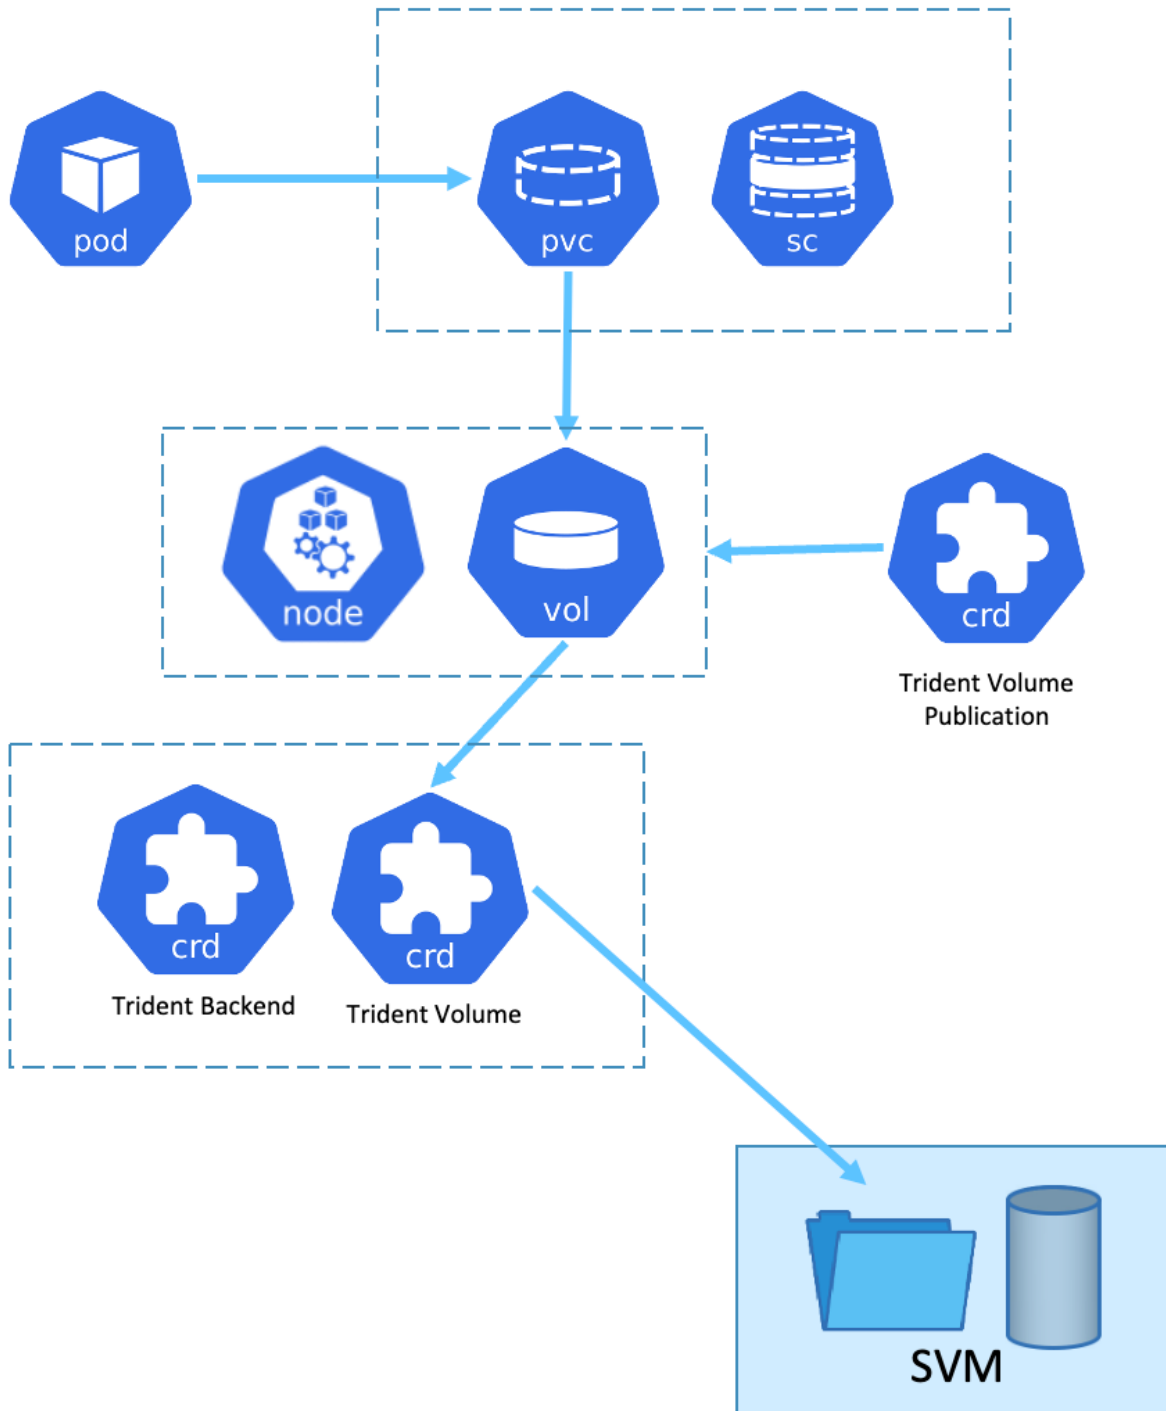 pod
pvc
sc
node
vol
crd
Trident Volume
Publication
crd
Trident Backend
crd
Trident Volume
SVM